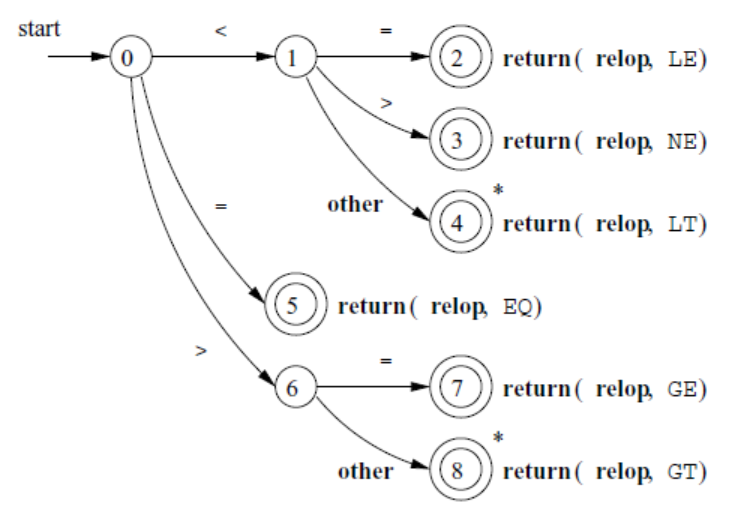 start
<
=
0
1
2
return( relop, LE)
>
3
return( relop, NE)
*
other
4
return( relop, LT)
=
5
return( relop, EQ)
>
=
6
7
return( relop, GE)
*
other
8
return( relop, GT)